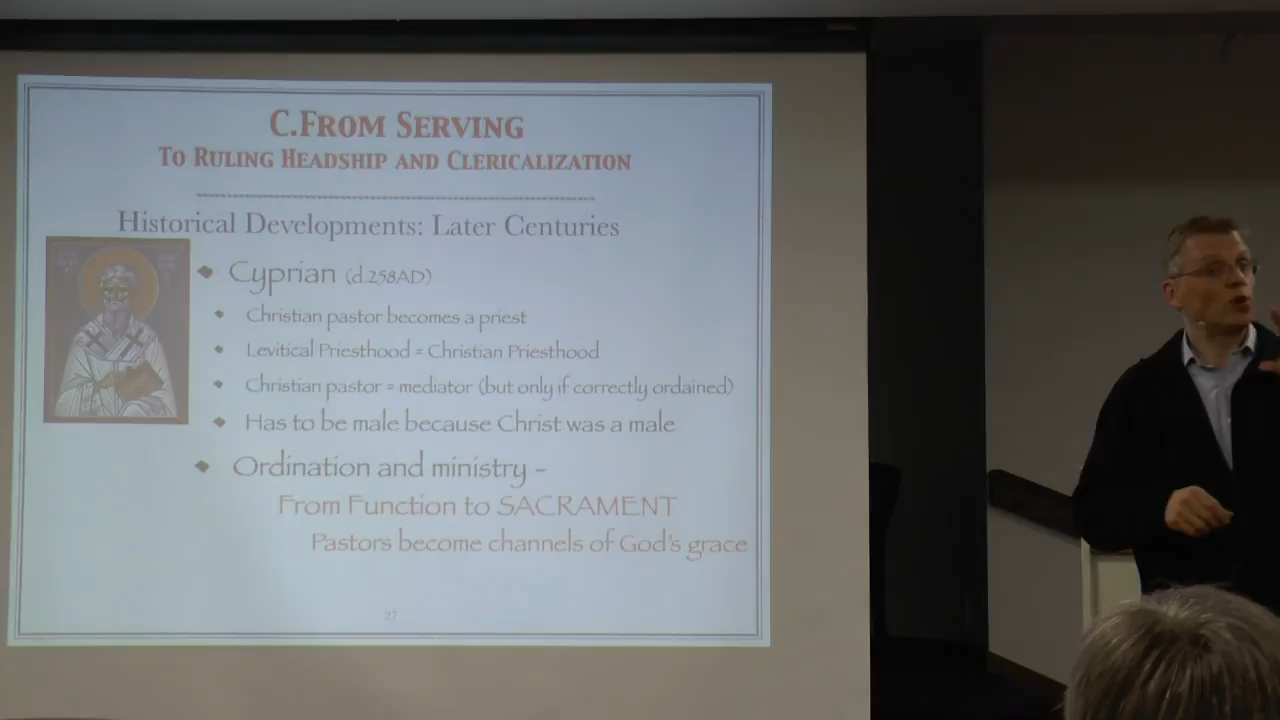 C.From Serving
To Ruling Headship and Clericalization
Historical Developments: Later Centuries
Cyprian (d.258AD)
Christian pastor becomes a priest
Levitical Priesthood = Christian Priesthood
Christian pastor = mediator (but only if correctly ordained)
Has to be male because Christ was a male
Ordination and ministry –
From Function to SACRAMENT
Pastors become channels of God's grace
27